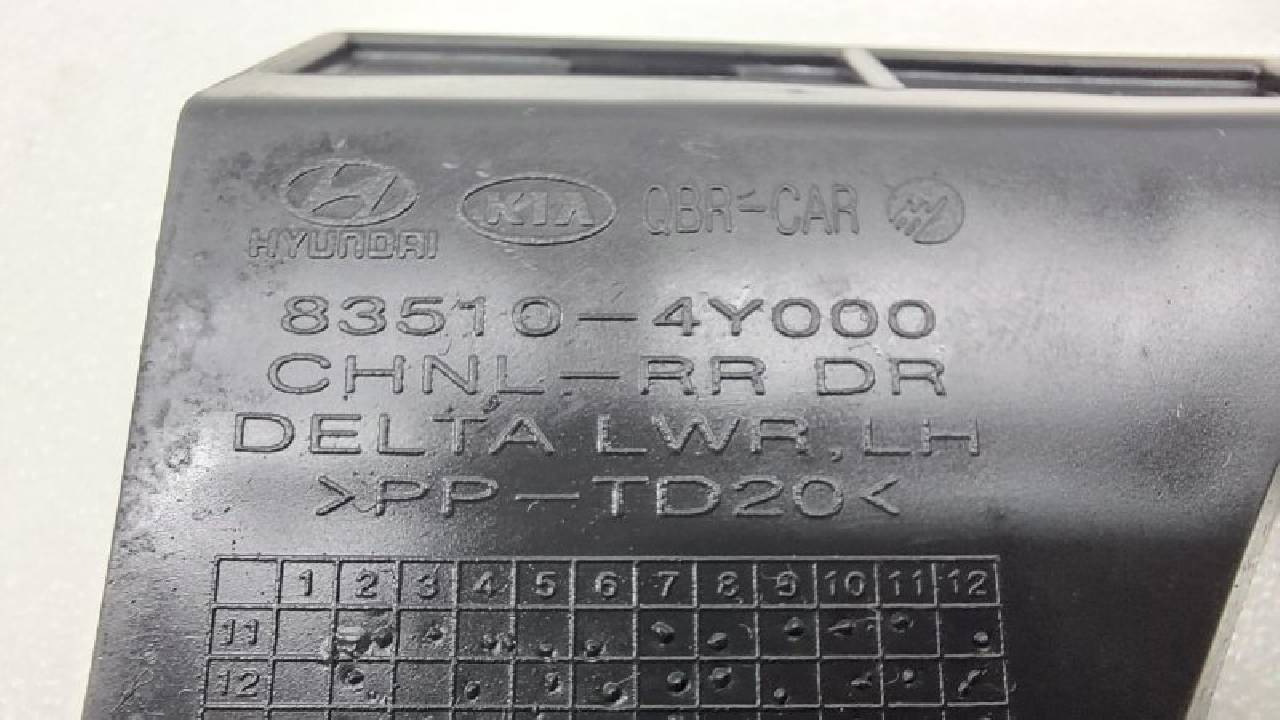 HYUNDAI KIA QBR-CAR
83510-4Y000
CHNL-RR DR
DELTA LWR,LH
>PP-TD20<
1 2 3 4 5 6 7 8 9 10 11 12
11
12